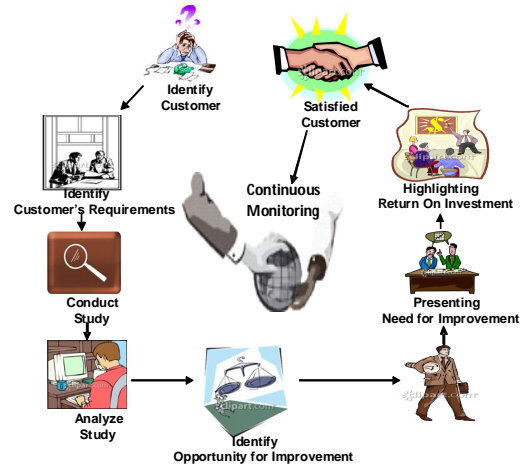 Identify
Customer
Identify
Customer's Requirements
Conduct
Study
Analyze
Study
Identify
Opportunity for Improvement
Presenting
Need for Improvement
Highlighting
Return On Investment
Satisfied
Customer
Continuous
Monitoring